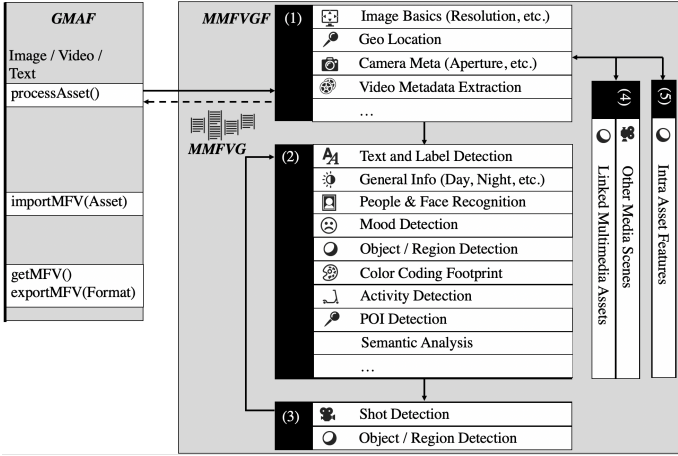 GMAF
Image / Video /
Text
processAsset()
importMFV(Asset)
getMFV()
exportMFV(Format)
MMFVGF
(1)
Image Basics (Resolution, etc.)
Geo Location
Camera Meta (Aperture, etc.)
Video Metadata Extraction
…
MMFVG
(2)
Text and Label Detection
General Info (Day, Night, etc.)
People & Face Recognition
Mood Detection
Object / Region Detection
Color Coding Footprint
Activity Detection
POI Detection
Semantic Analysis
…
(3)
Shot Detection
Object / Region Detection
(4)
Other Media Scenes
Linked Multimedia Assets
(5)
Intra Asset Features